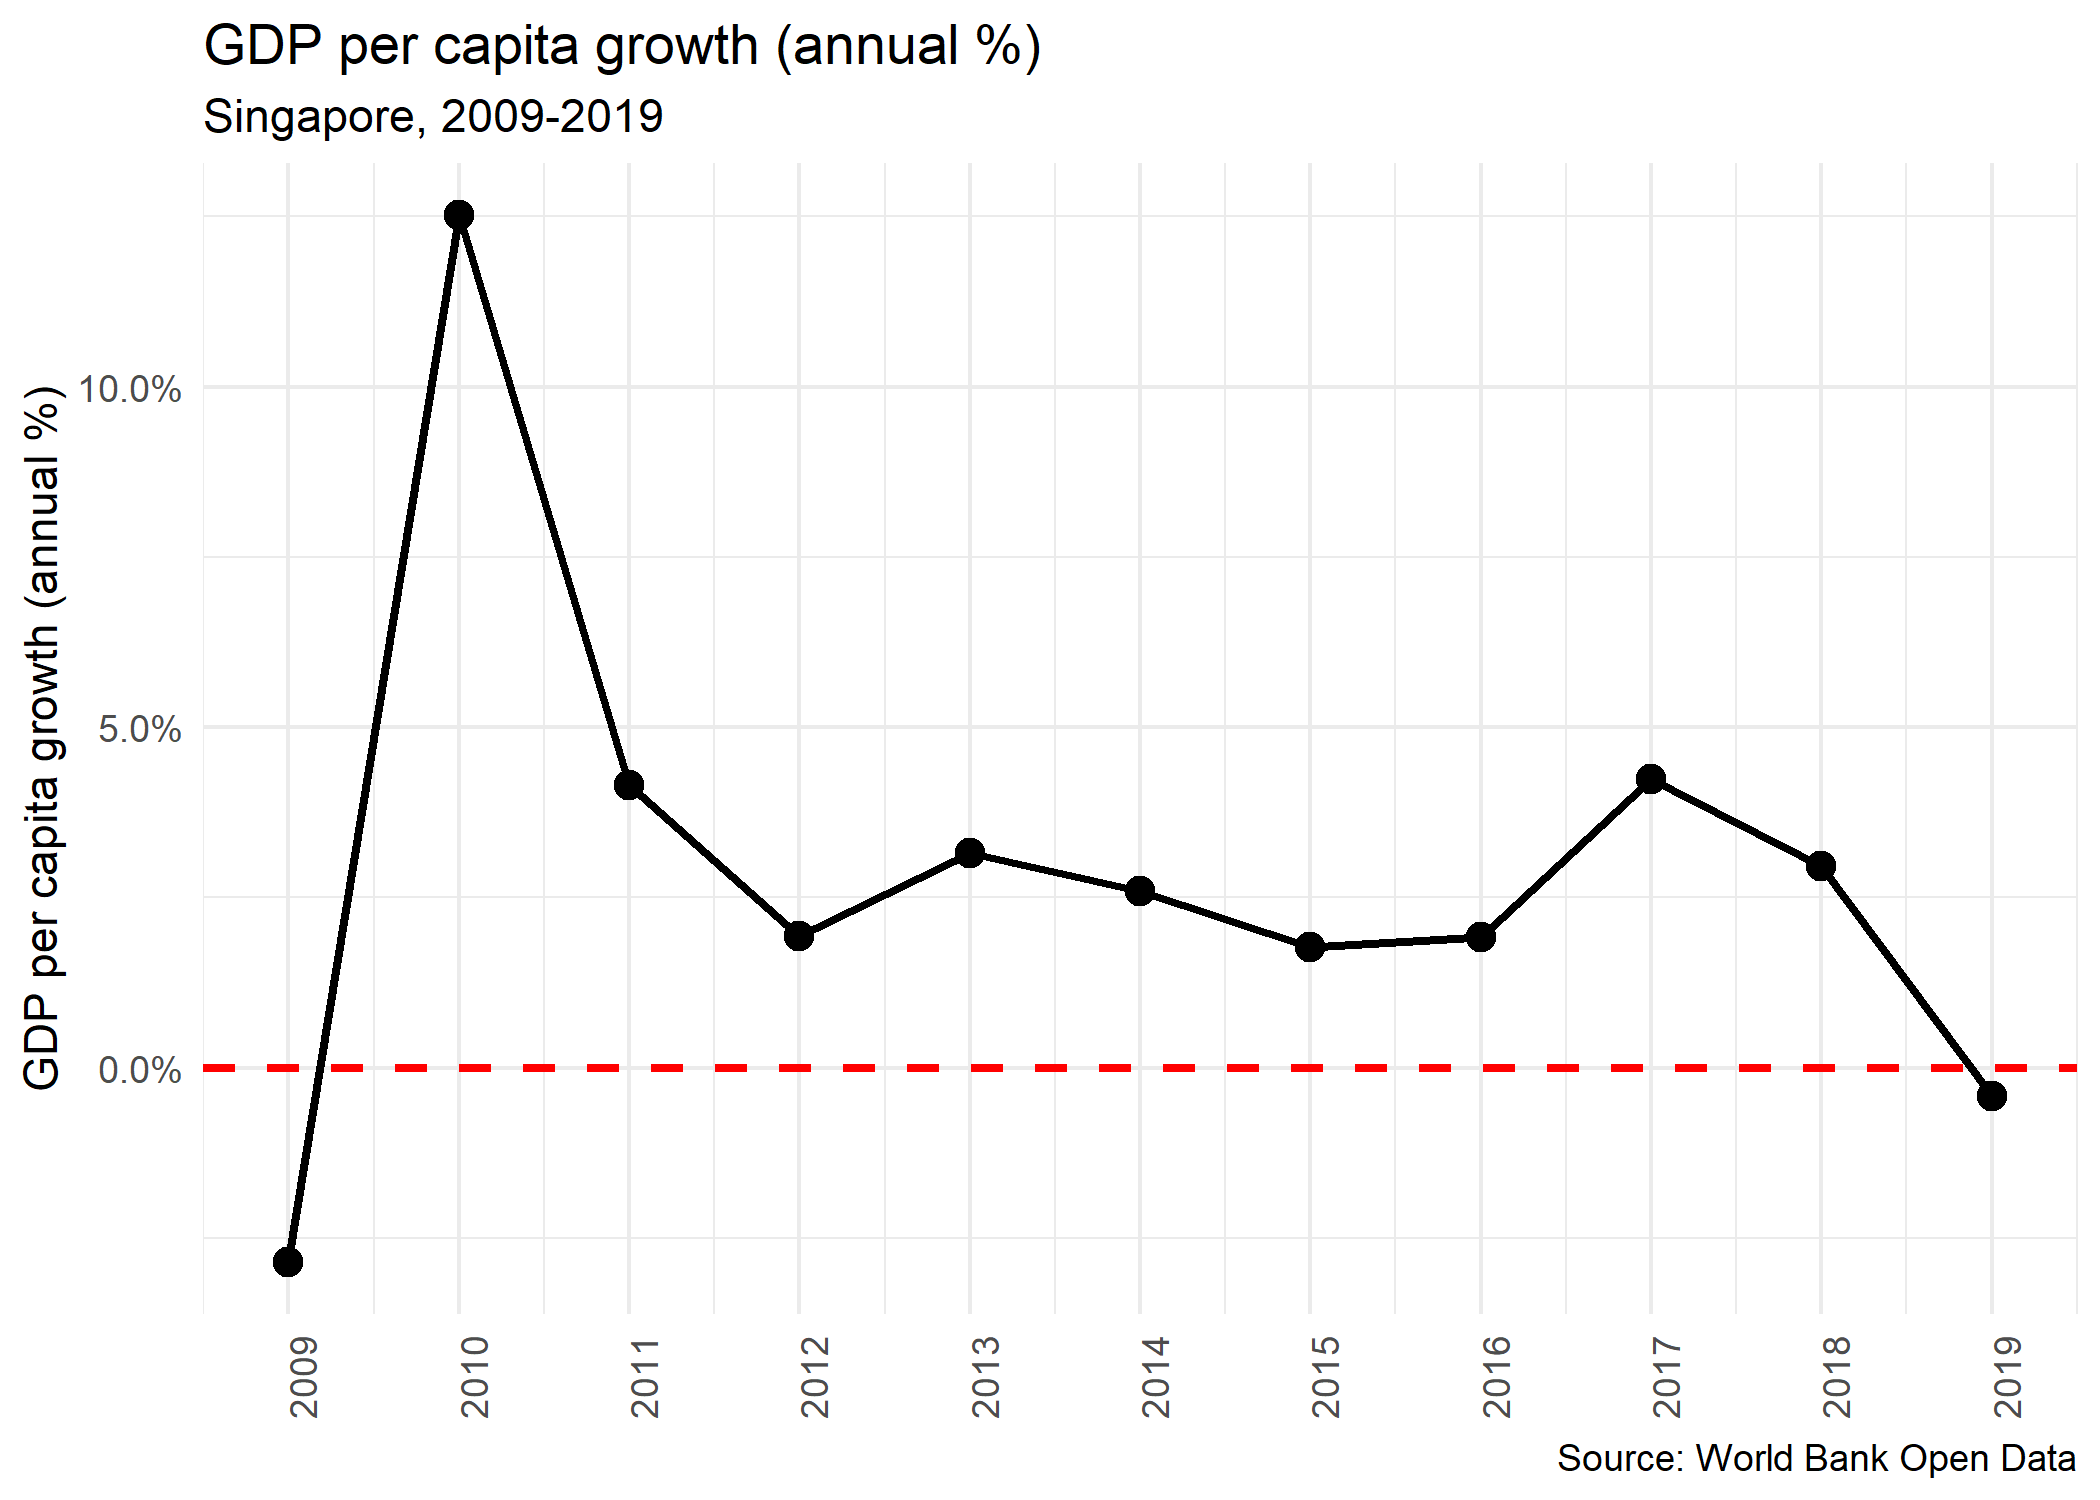 GDP per capita growth (annual %)
Singapore, 2009-2019
GDP per capita growth (annual %)
10.0%
5.0%
0.0%
2009 2010 2011 2012 2013 2014 2015 2016 2017 2018 2019
Source: World Bank Open Data